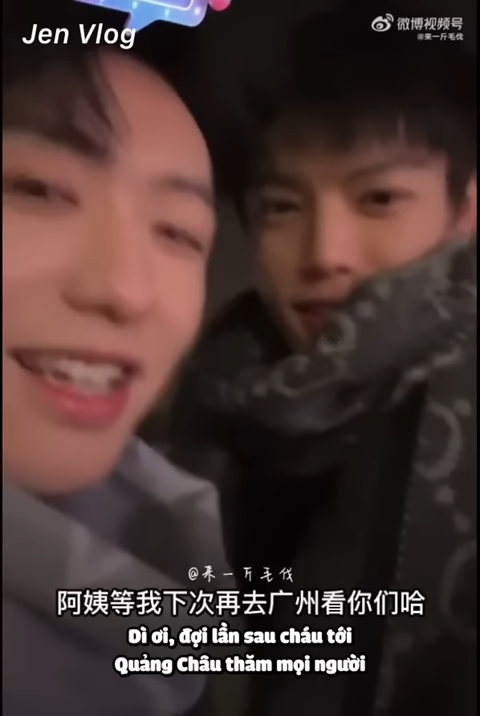 Jen Vlog
微博视频号
@来一斤毛伐
@来一斤毛伐
阿姨等我下次再去广州看你们哈
Dì ơi, đợi lần sau cháu tới
Quảng Châu thăm mọi người